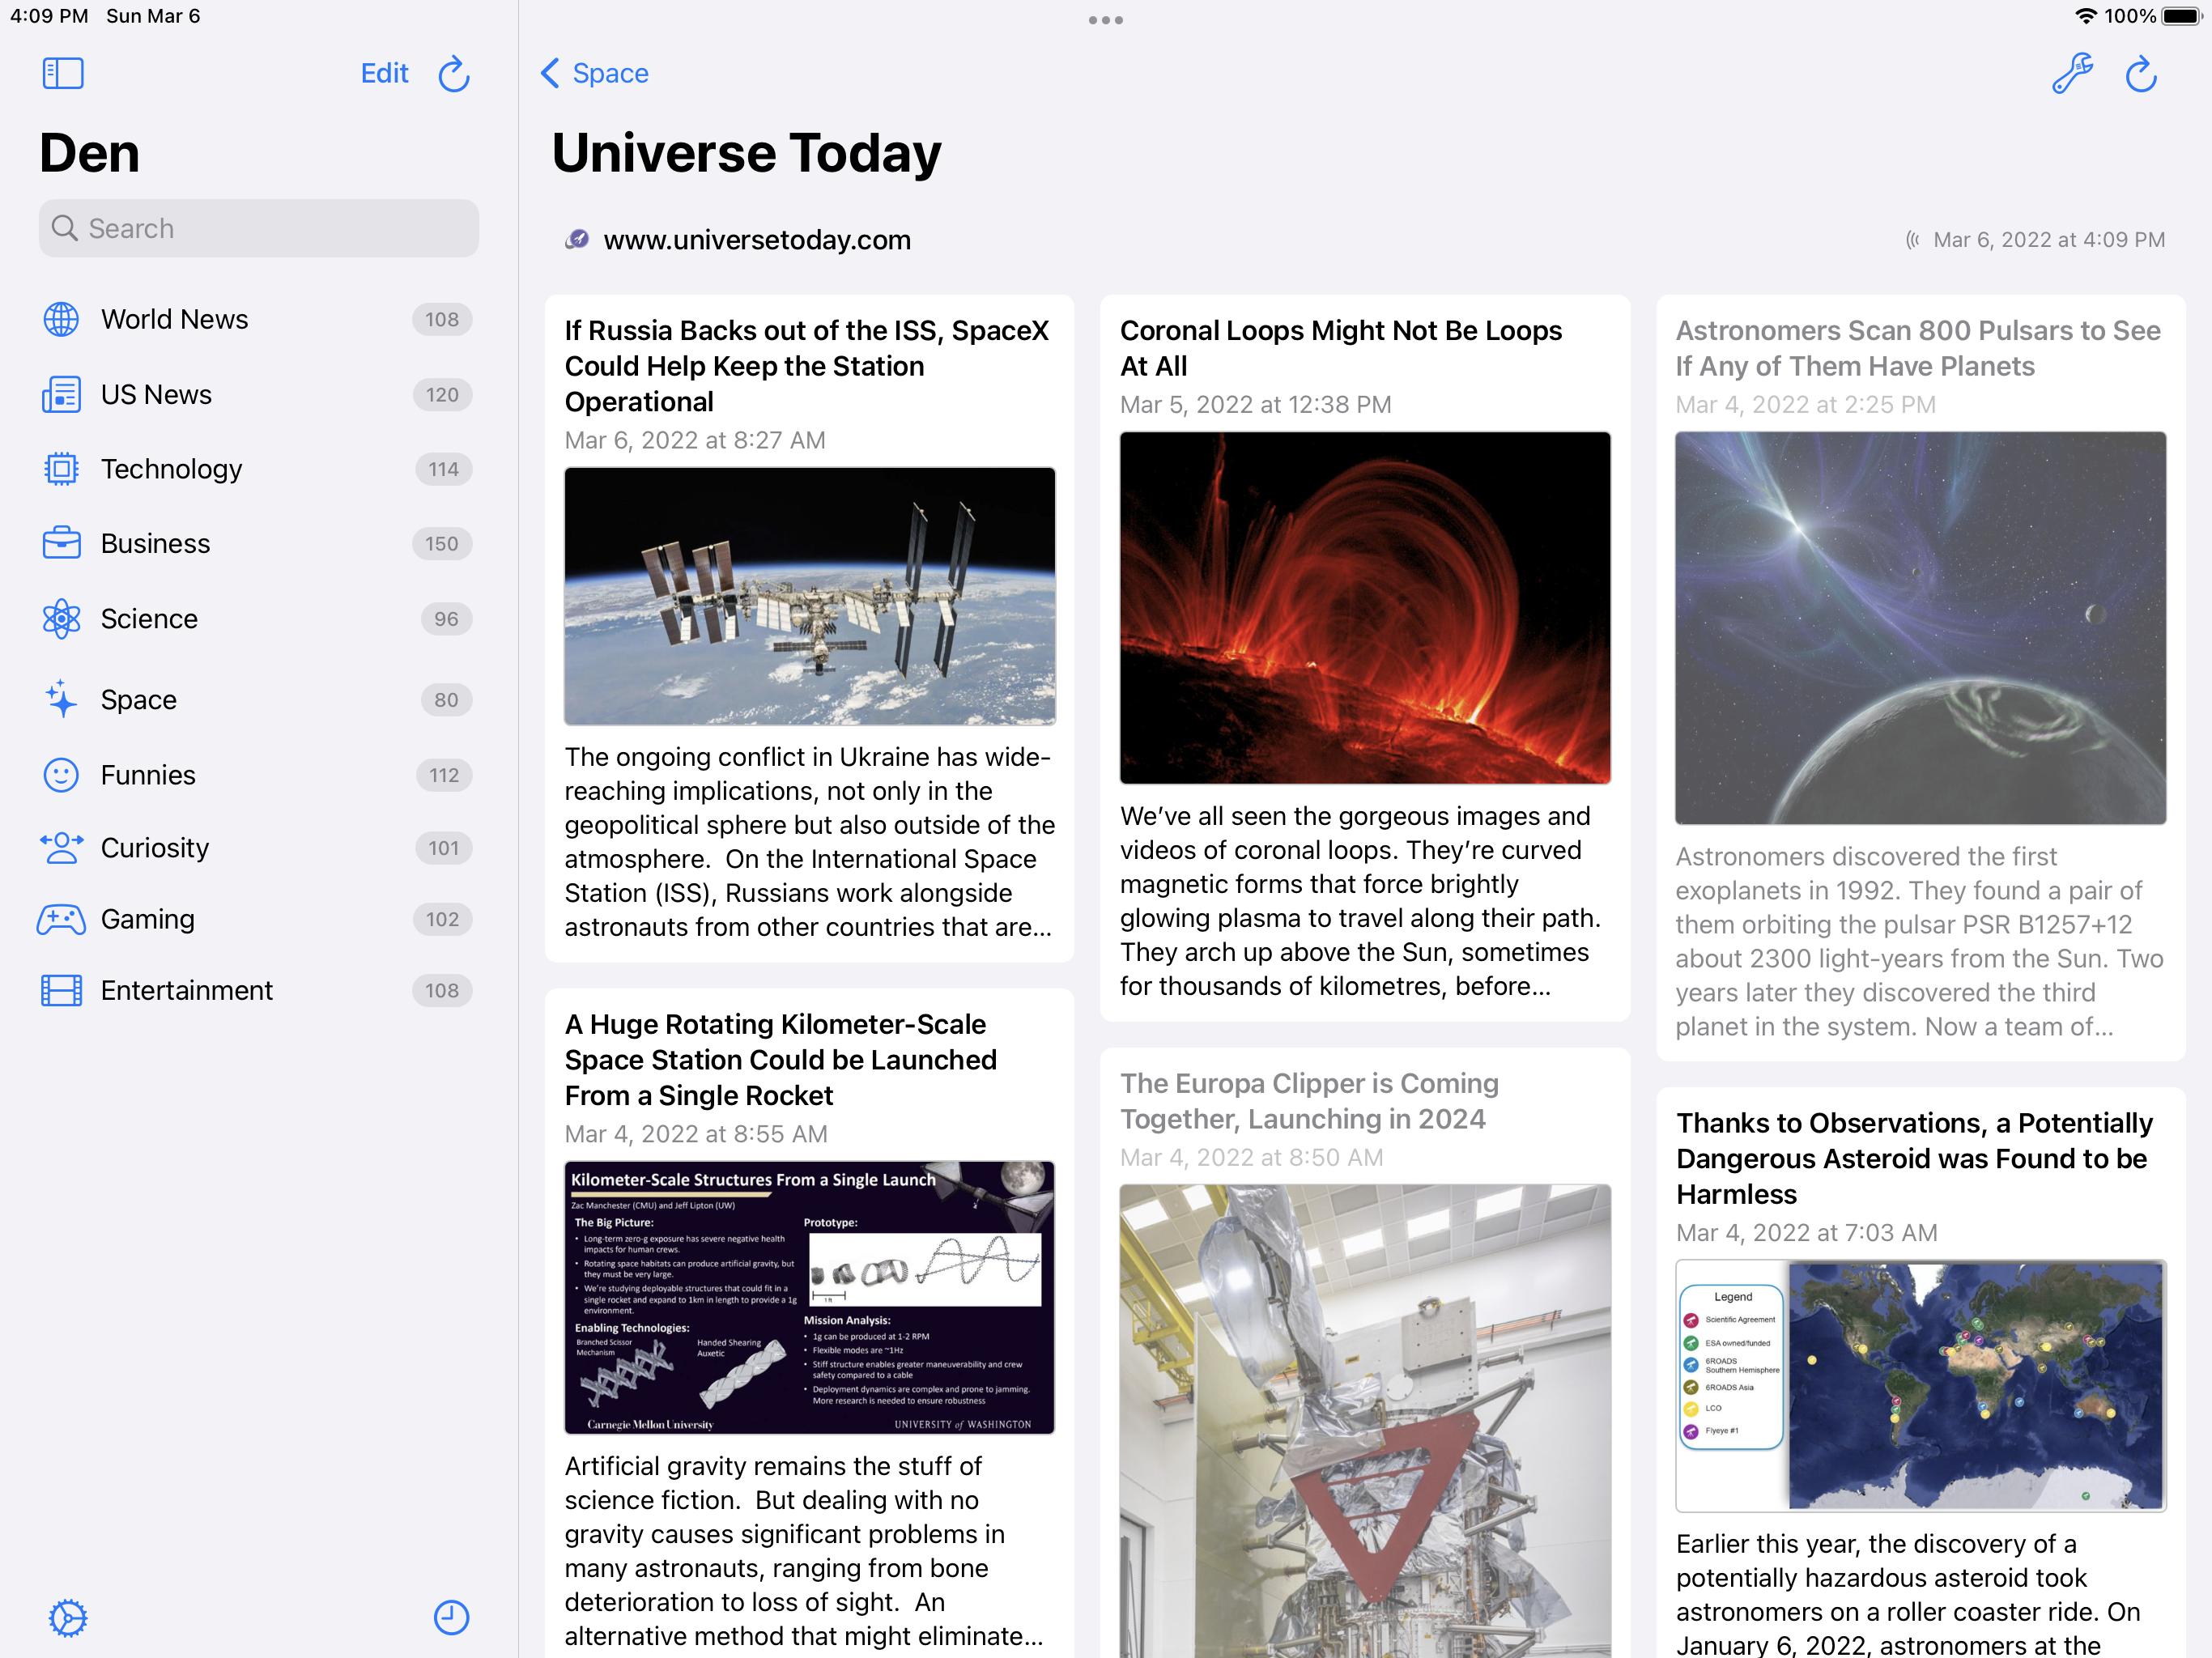 4:09 PM Sun Mar 6
100%
Edit
Den
Search
World News 108
US News 120
Technology 114
Business 150
Science 96
Space 80
Funnies 112
Curiosity 101
Gaming 102
Entertainment 108
Space
Universe Today
www.universetoday.com
Mar 6, 2022 at 4:09 PM
If Russia Backs out of the ISS, SpaceX
Could Help Keep the Station
Operational
Mar 6, 2022 at 8:27 AM
The ongoing conflict in Ukraine has wide-
reaching implications, not only in the
geopolitical sphere but also outside of the
atmosphere. On the International Space
Station (ISS), Russians work alongside
astronauts from other countries that are...
A Huge Rotating Kilometer-Scale
Space Station Could be Launched
From a Single Rocket
Mar 4, 2022 at 8:55 AM
Kilometer-Scale Structures From a Single Launch
Zac Manchester (CMU) and Jeff Lipton (UW)
The Big Picture:
• Long-term zero-g exposure has severe negative health
impacts for human crews.
• Rotating space habitats can produce artificial gravity, but
they must be very large.
• We're studying deployable structures that could fit in a
single rocket and expand to 1km in length to provide a 1g
environment.
Enabling Technologies:
Branched Scissor
Mechanism
Handed Shearing
Auxetic
Prototype:
1 ft
Mission Analysis:
• 1g can be produced at 1-2 RPM
• Flexible modes are ~1Hz
• Stiff structure enables greater maneuverability and crew
safety compared to a cable
• Deployment dynamics are complex and prone to jamming.
More research is needed to ensure robustness
Carnegie Mellon University
UNIVERSITY of WASHINGTON
Artificial gravity remains the stuff of
science fiction. But dealing with no
gravity causes significant problems in
many astronauts, ranging from bone
deterioration to loss of sight. An
alternative method that might eliminate...
Coronal Loops Might Not Be Loops
At All
Mar 5, 2022 at 12:38 PM
We’ve all seen the gorgeous images and
videos of coronal loops. They’re curved
magnetic forms that force brightly
glowing plasma to travel along their path.
They arch up above the Sun, sometimes
for thousands of kilometres, before...
The Europa Clipper is Coming
Together, Launching in 2024
Mar 4, 2022 at 8:50 AM
Astronomers Scan 800 Pulsars to See
If Any of Them Have Planets
Mar 4, 2022 at 2:25 PM
Astronomers discovered the first
exoplanets in 1992. They found a pair of
them orbiting the pulsar PSR B1257+12
about 2300 light-years from the Sun. Two
years later they discovered the third
planet in the system. Now a team of...
Thanks to Observations, a Potentially
Dangerous Asteroid was Found to be
Harmless
Mar 4, 2022 at 7:03 AM
Legend
Scientific Agreement
ESA owned/funded
6ROADS
Southern Hemisphere
6ROADS Asia
LCO
Flyeye #1
Earlier this year, the discovery of a
potentially hazardous asteroid took
astronomers on a roller coaster ride. On
January 6, 2022, astronomers at the